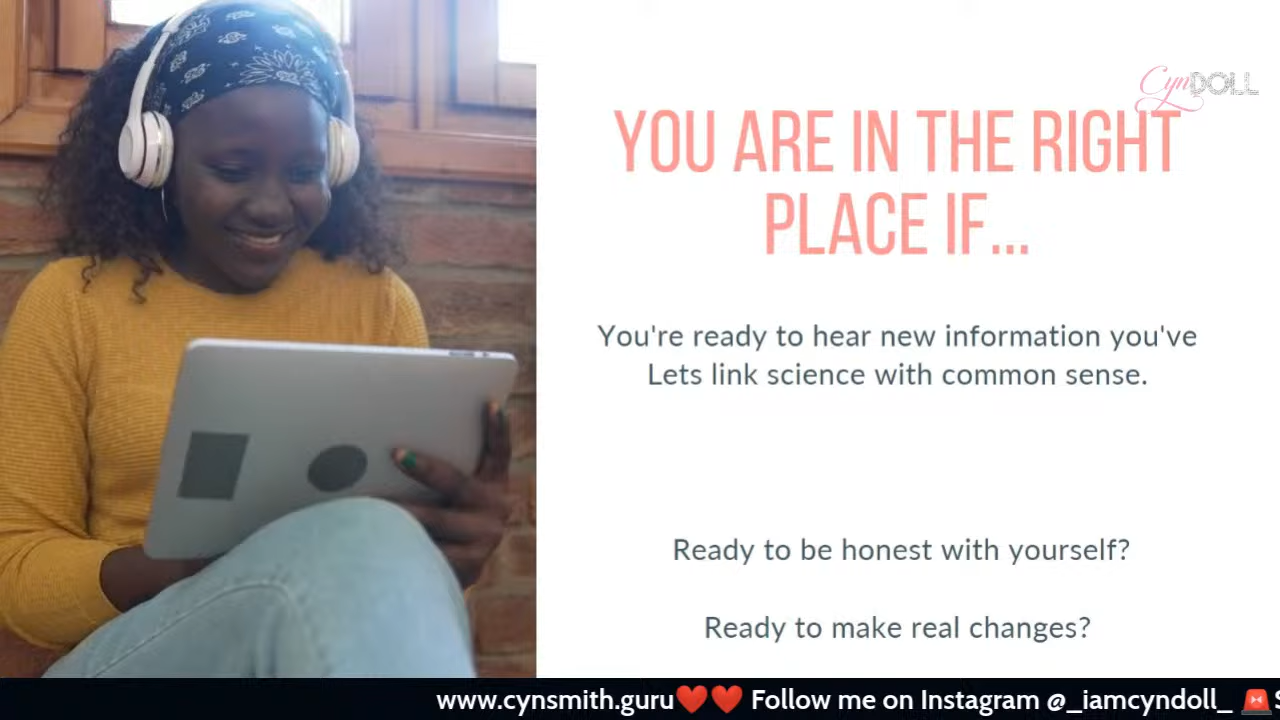 CynDOLL
YOU ARE IN THE RIGHT
PLACE IF...
You're ready to hear new information you've
Lets link science with common sense.
Ready to be honest with yourself?
Ready to make real changes?
www.cynsmith.guru❤️❤️ Follow me on Instagram @_iamcyndoll_ 🚨S